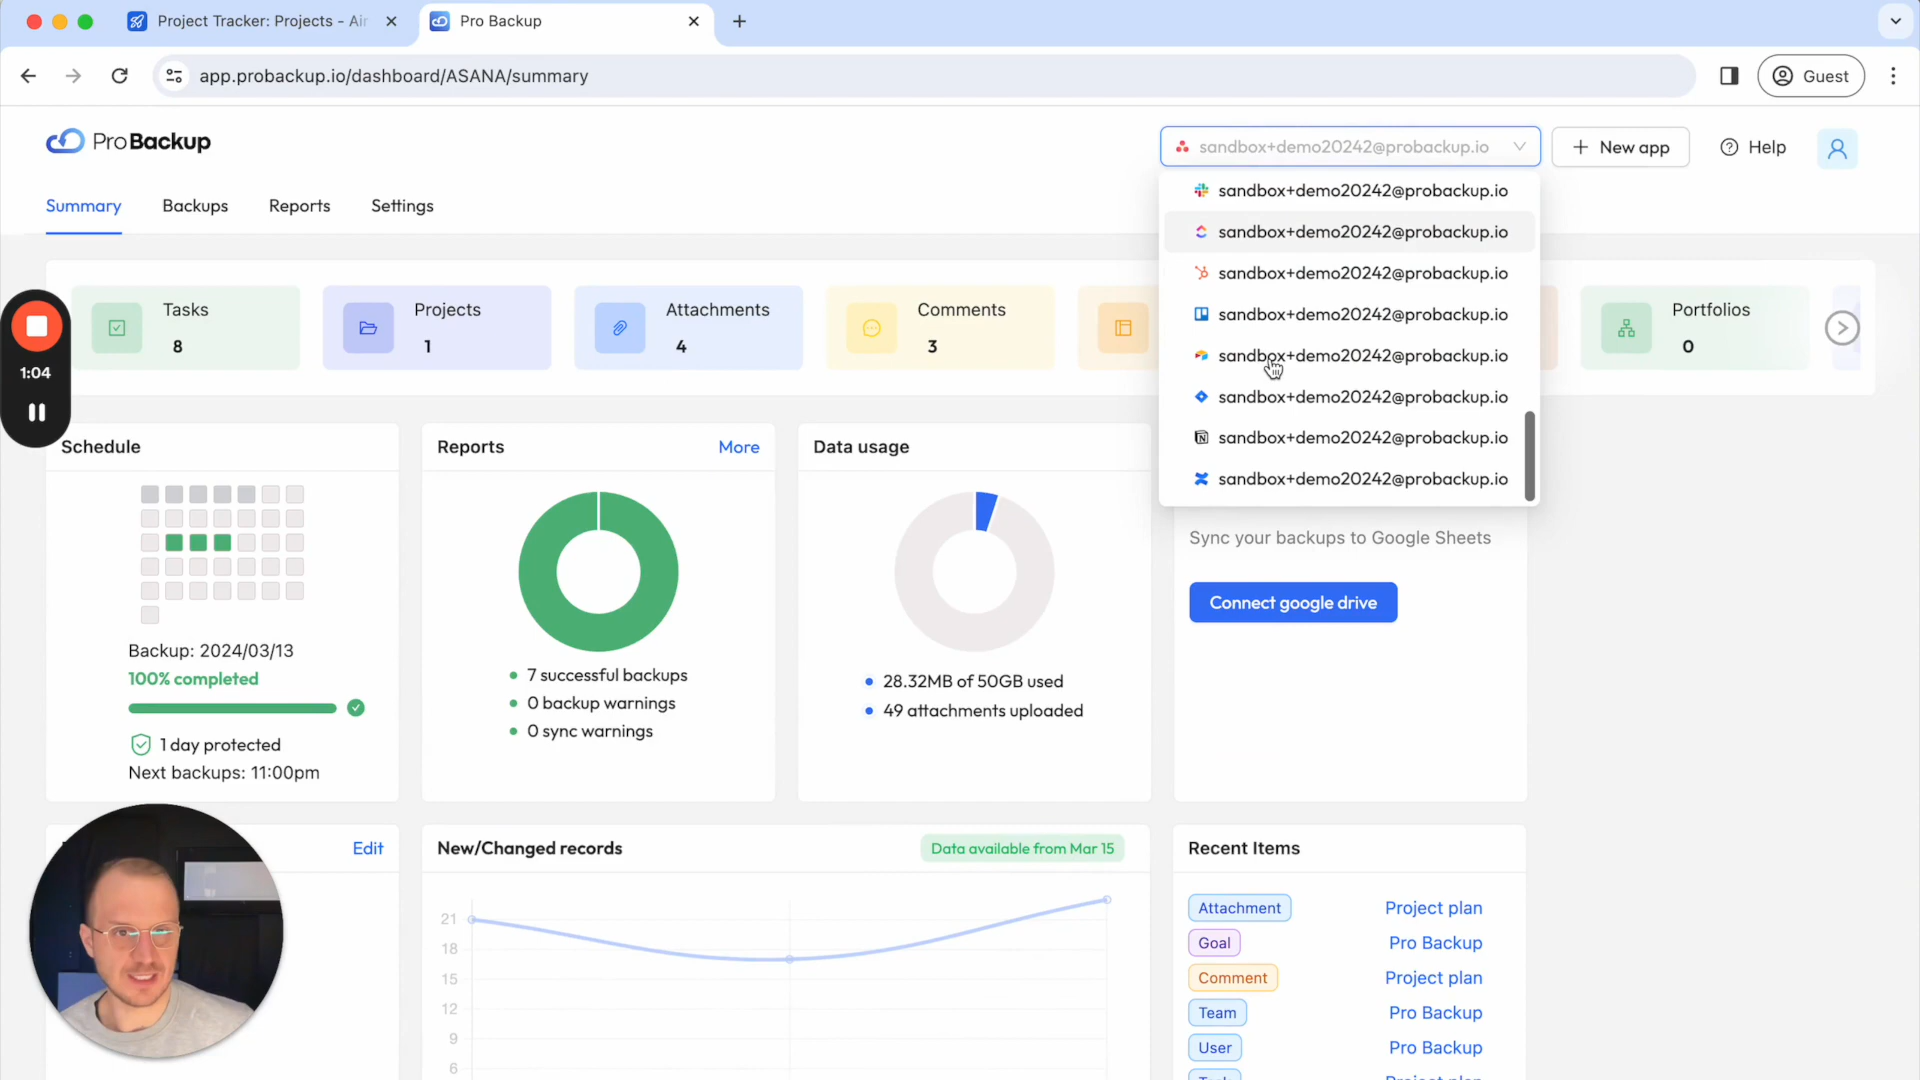 Project Tracker: Projects - Air
Pro Backup
app.probackup.io/dashboard/ASANA/summary
Guest
ProBackup
sandbox+demo20242@probackup.io
New app
Help
Summary
Backups
Reports
Settings
sandbox+demo20242@probackup.io
sandbox+demo20242@probackup.io
sandbox+demo20242@probackup.io
sandbox+demo20242@probackup.io
sandbox+demo20242@probackup.io
sandbox+demo20242@probackup.io
sandbox+demo20242@probackup.io
sandbox+demo20242@probackup.io
Tasks
8
Projects
1
Attachments
4
Comments
3
Portfolios
0
1:04
Schedule
Backup: 2024/03/13
100% completed
1 day protected
Next backups: 11:00pm
Reports
More
7 successful backups
0 backup warnings
0 sync warnings
Data usage
28.32MB of 50GB used
49 attachments uploaded
Sync your backups to Google Sheets
Connect google drive
Edit
New/Changed records
Data available from Mar 15
21
18
15
12
9
6
Recent Items
Attachment Project plan
Goal Pro Backup
Comment Project plan
Team Pro Backup
User Pro Backup